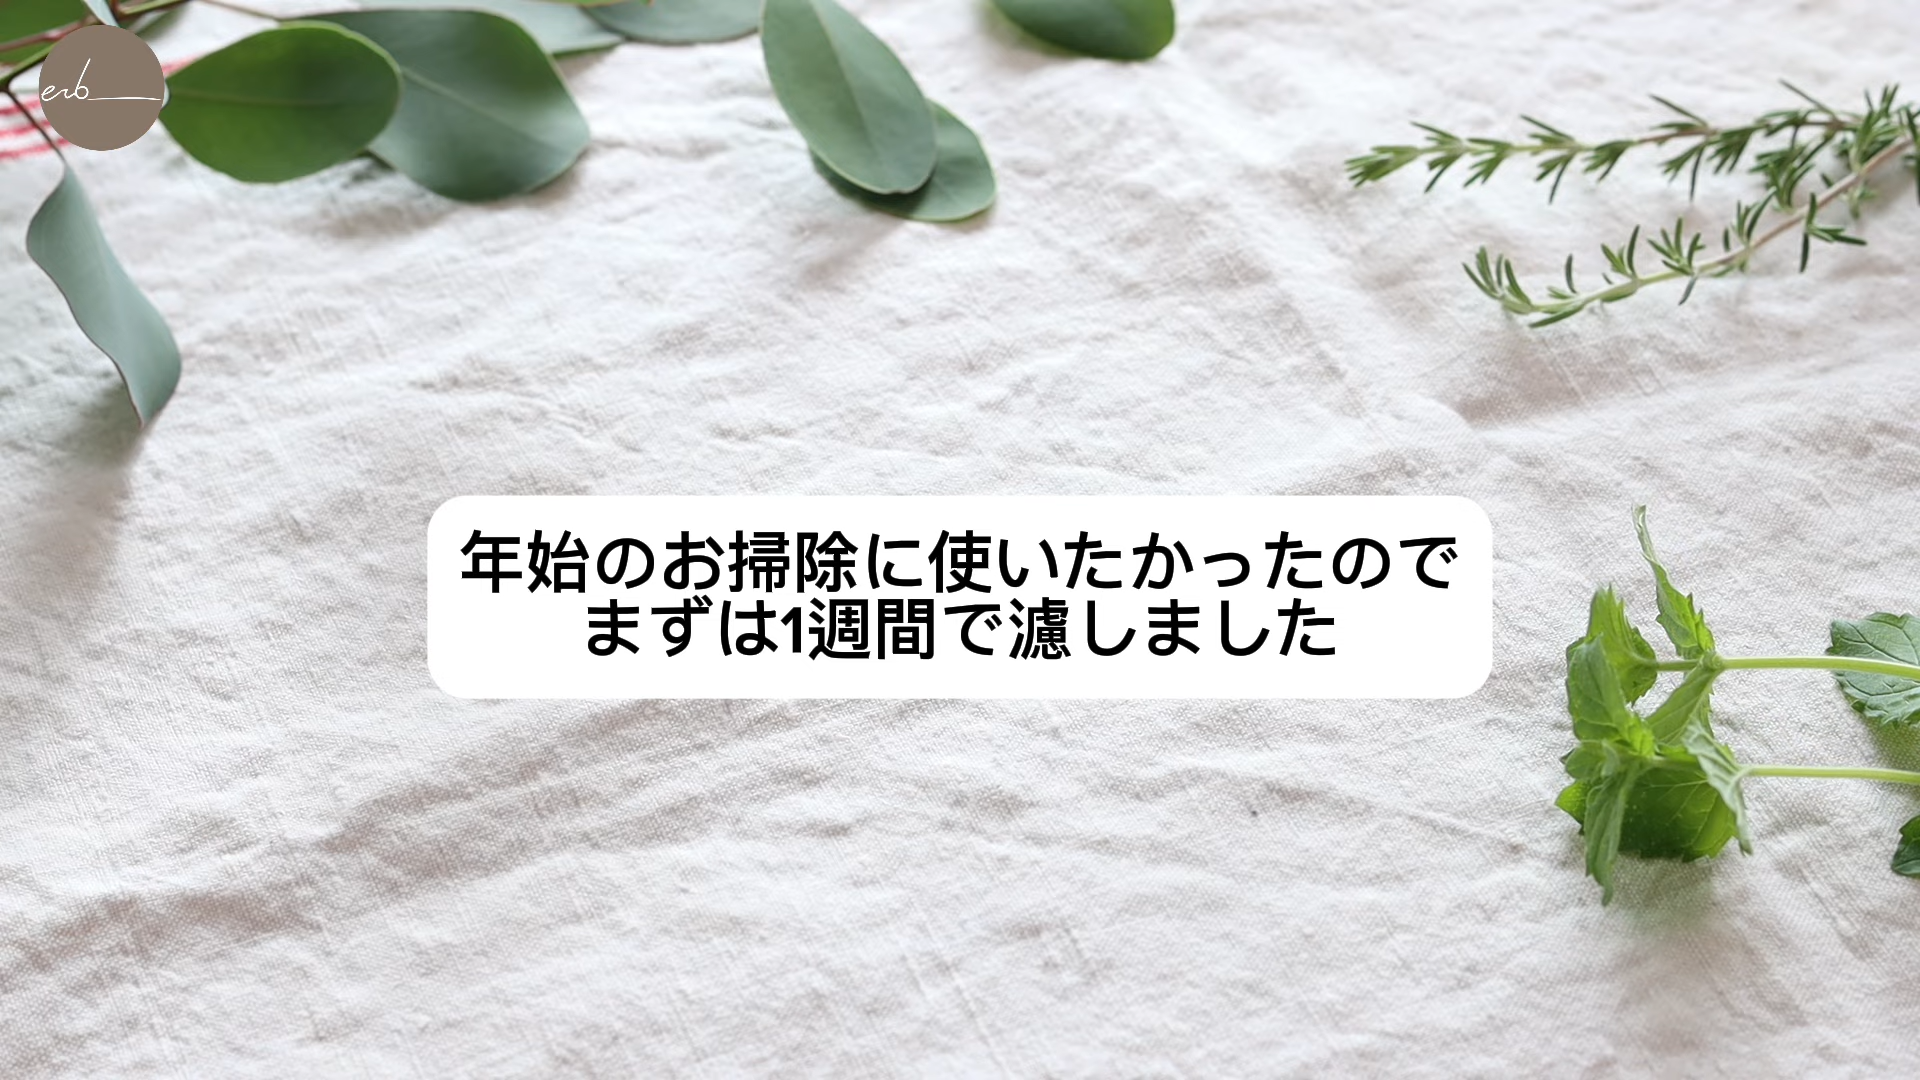 erb
年始のお掃除に使いたかったので
まずは1週間で濾しました